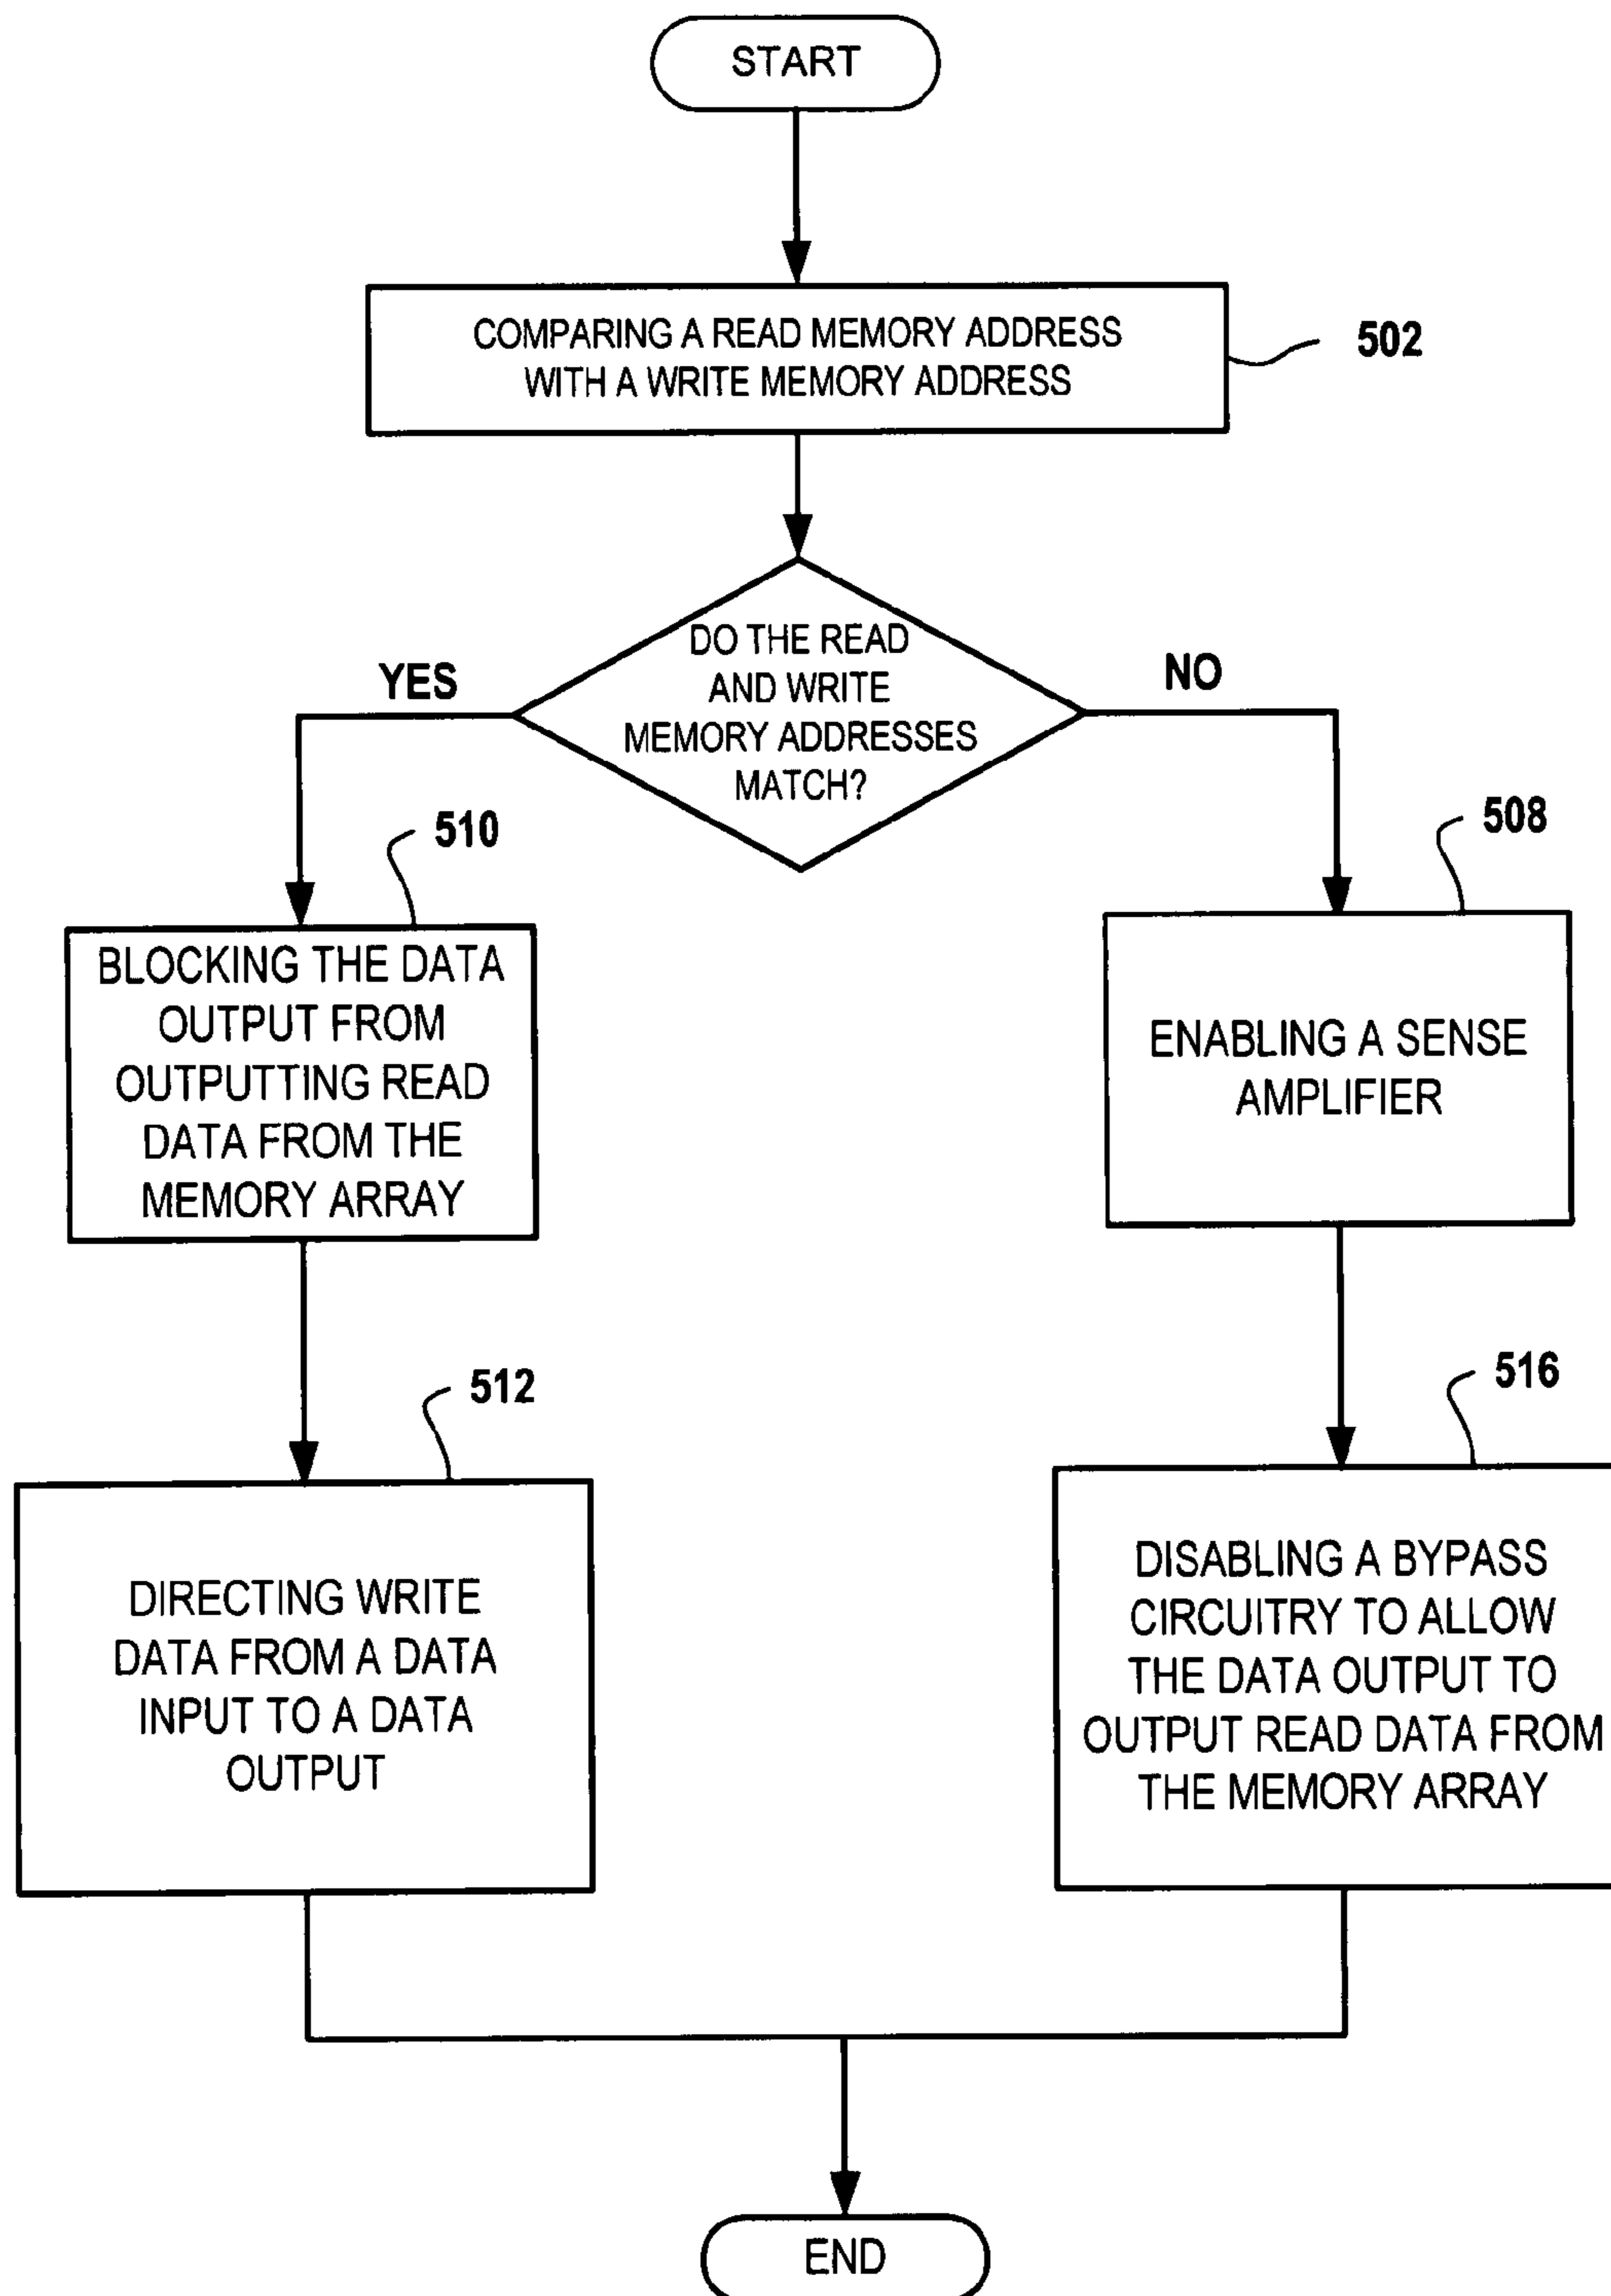 START
COMPARING A READ MEMORY ADDRESS
WITH A WRITE MEMORY ADDRESS
502
DO THE READ
AND WRITE
MEMORY ADDRESSES
MATCH?
YES
NO
510
508
BLOCKING THE DATA
OUTPUT FROM
OUTPUTTING READ
DATA FROM THE
MEMORY ARRAY
ENABLING A SENSE
AMPLIFIER
512
516
DIRECTING WRITE
DATA FROM A DATA
INPUT TO A DATA
OUTPUT
DISABLING A BYPASS
CIRCUITRY TO ALLOW
THE DATA OUTPUT TO
OUTPUT READ DATA FROM
THE MEMORY ARRAY
END